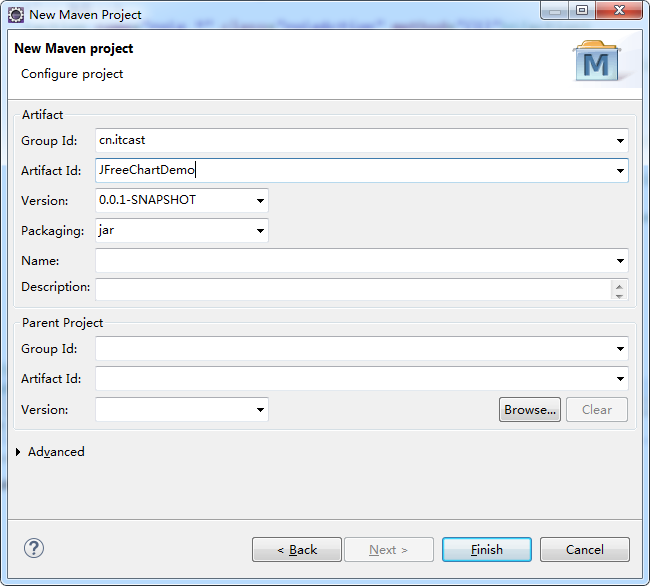 New Maven Project
New Maven project
Configure project
M
Artifact
Group Id: cn.itcast
Artifact Id: JFreeChartDemo
Version: 0.0.1-SNAPSHOT
Packaging: jar
Name:
Description:
Parent Project
Group Id:
Artifact Id:
Version: Browse... Clear
Advanced
? < Back Next > Finish Cancel